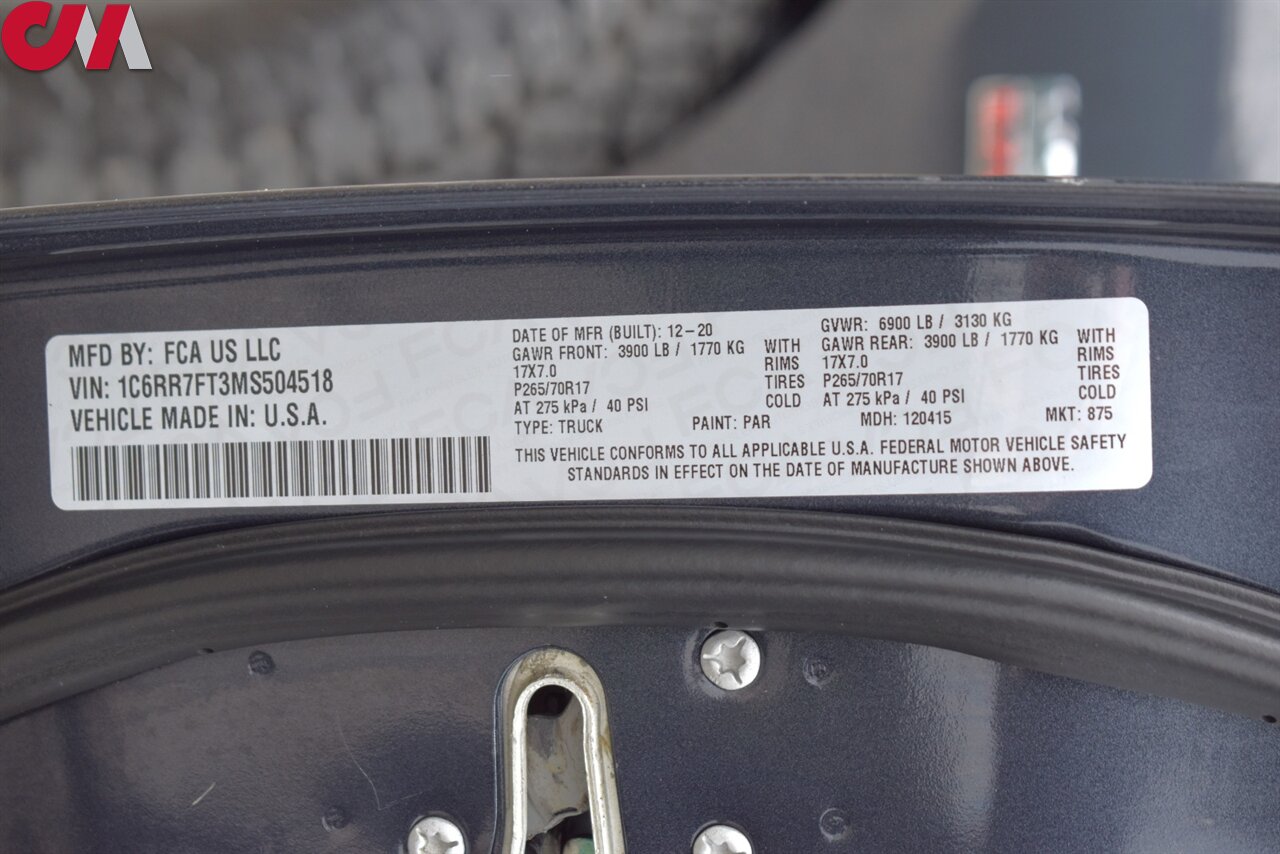 CM
MFD BY: FCA US LLC
VIN: 1C6RR7FT3MS504518
VEHICLE MADE IN: U.S.A.
DATE OF MFR (BUILT): 12-20
GAWR FRONT: 3900 LB / 1770 KG WITH
17X7.0 RIMS
P265/70R17 TIRES
AT 275 kPa / 40 PSI COLD
GVWR: 6900 LB / 3130 KG
GAWR REAR: 3900 LB / 1770 KG WITH
17X7.0 RIMS
P265/70R17 TIRES
AT 275 kPa / 40 PSI COLD
TYPE: TRUCK PAINT: PAR MDH: 120415 MKT: 875
THIS VEHICLE CONFORMS TO ALL APPLICABLE U.S.A. FEDERAL MOTOR VEHICLE SAFETY
STANDARDS IN EFFECT ON THE DATE OF MANUFACTURE SHOWN ABOVE.